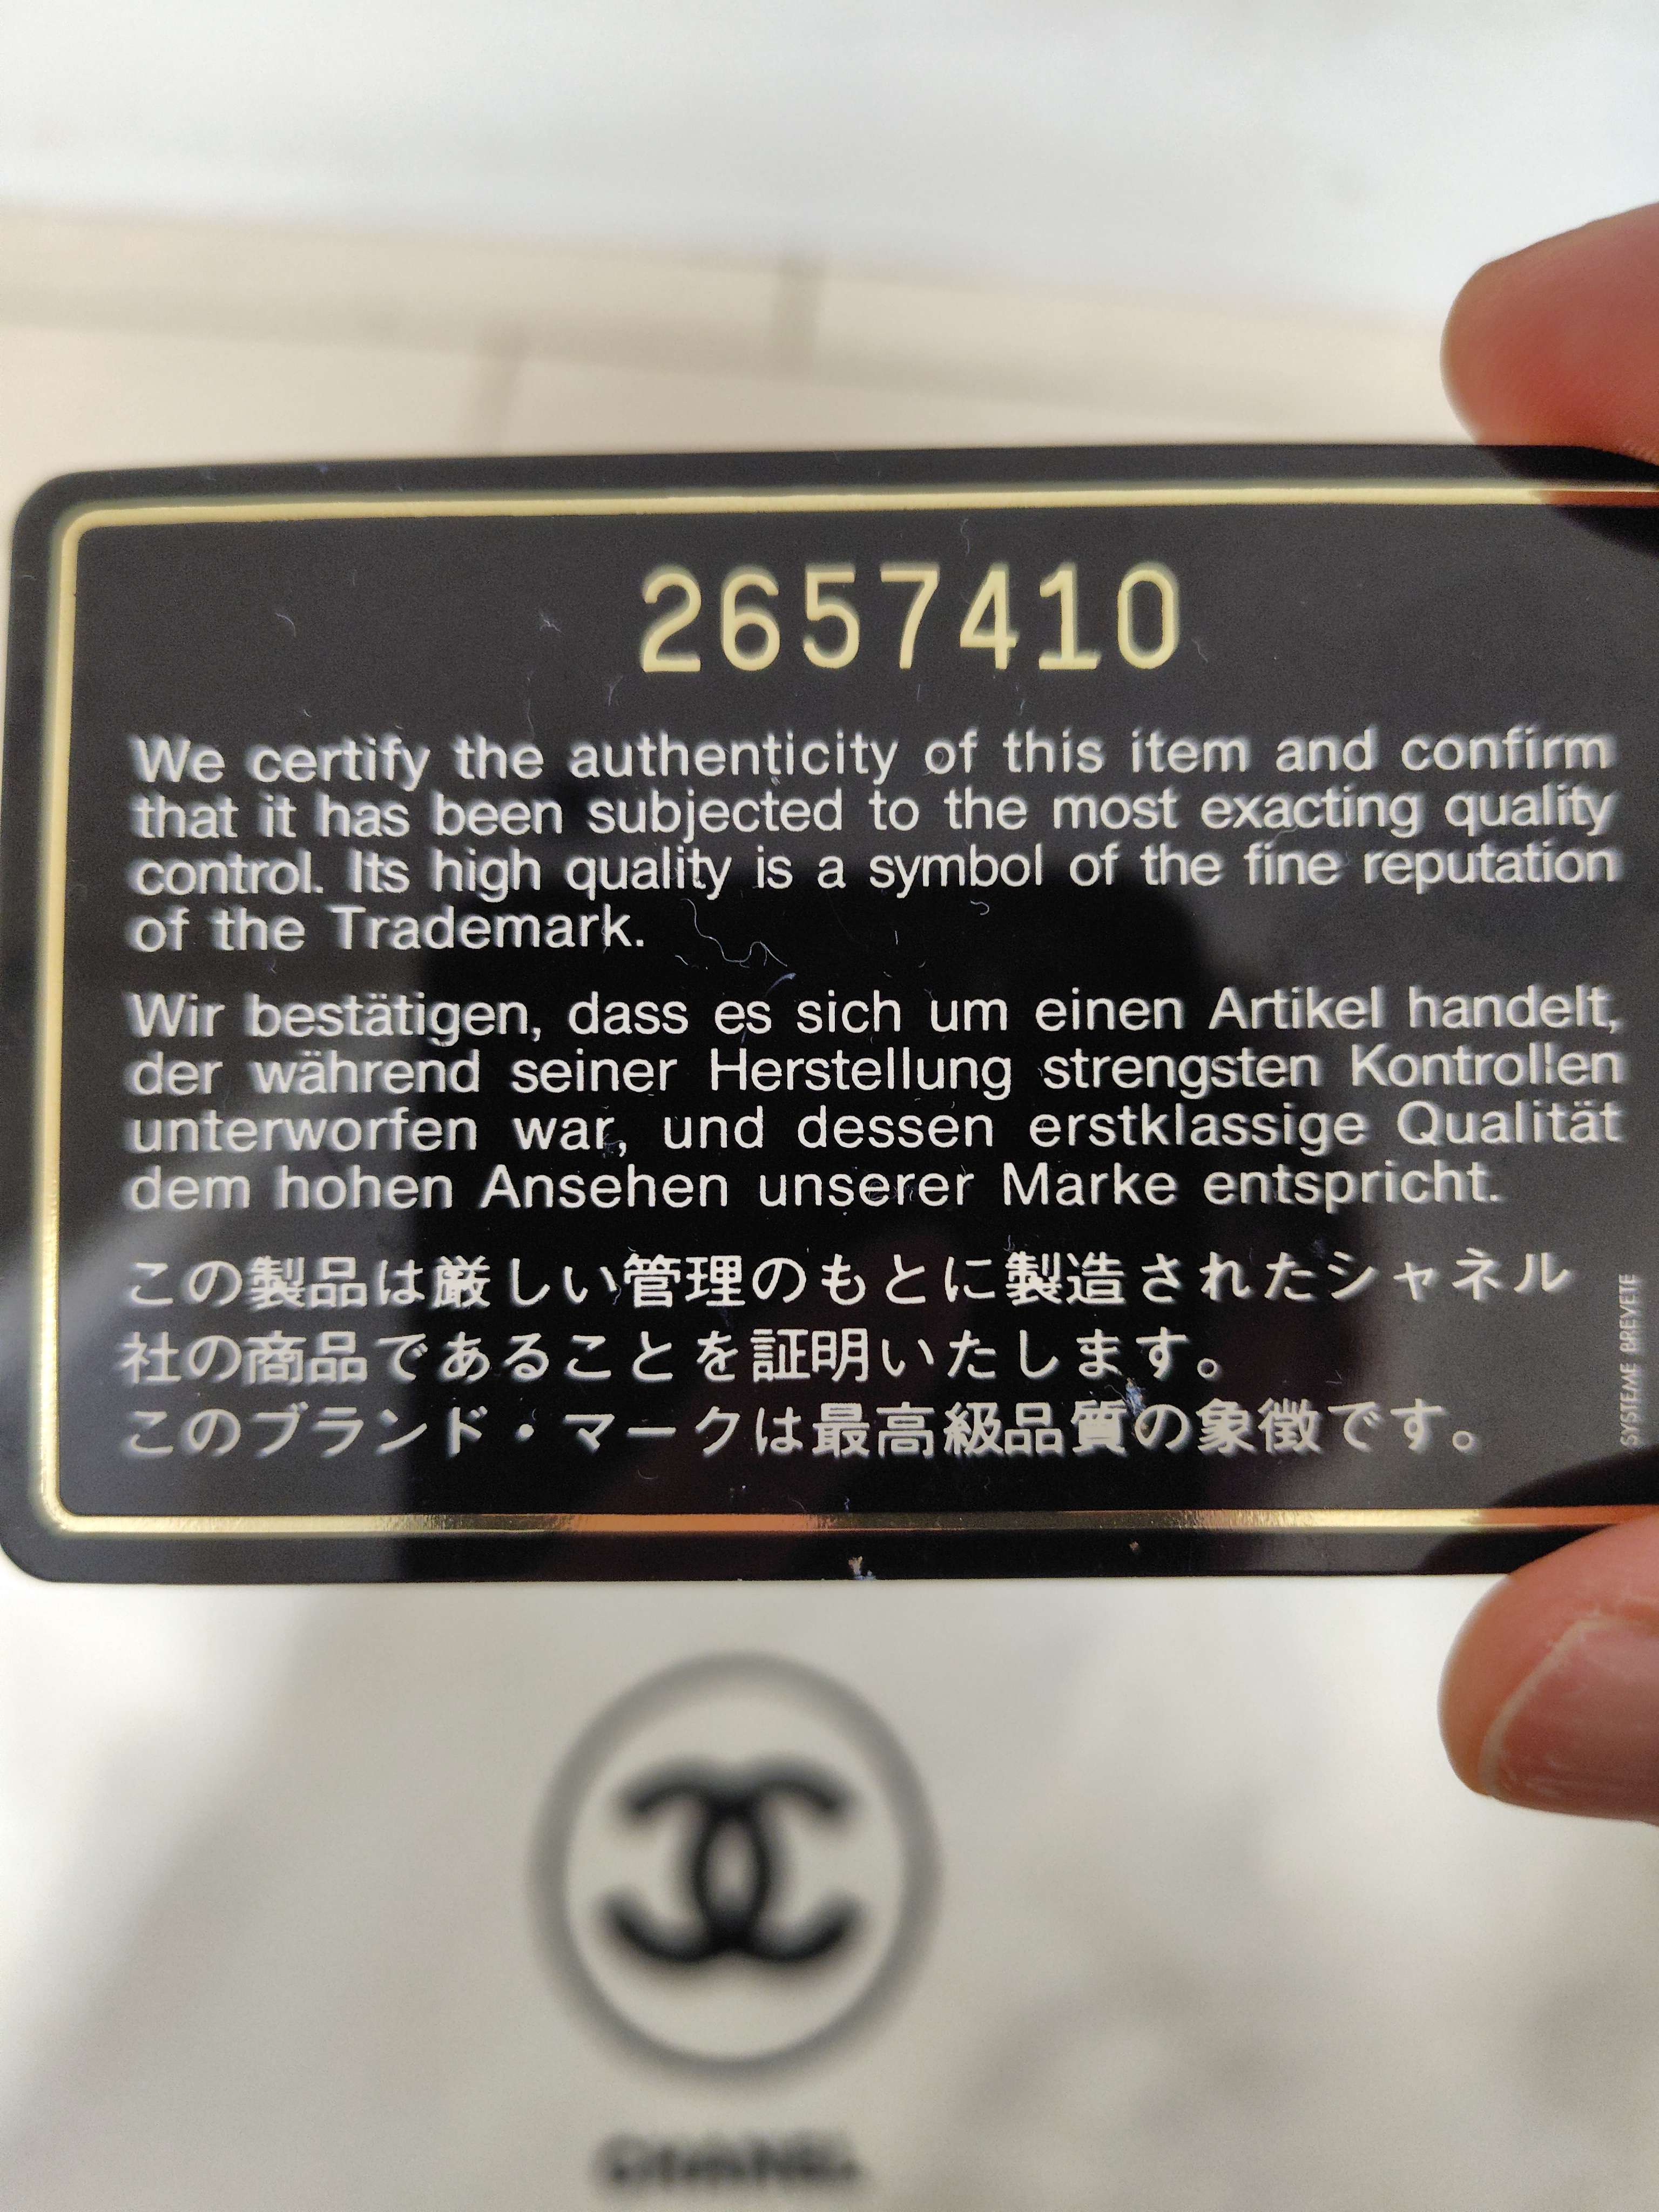 2657410
We certify the authenticity of this item and confirm
that it has been subjected to the most exacting quality
control. Its high quality is a symbol of the fine reputation
of the Trademark.
Wir bestätigen, dass es sich um einen Artikel handelt,
der während seiner Herstellung strengsten Kontrollen
unterworfen war, und dessen erstklassige Qualität
dem hohen Ansehen unserer Marke entspricht.
この製品は厳しい管理のもとに製造されたシャネル
社の商品であることを証明いたします。
このブランド・マークは最高級品質の象徴です。
SYSTEME BREVETE
CHANEL